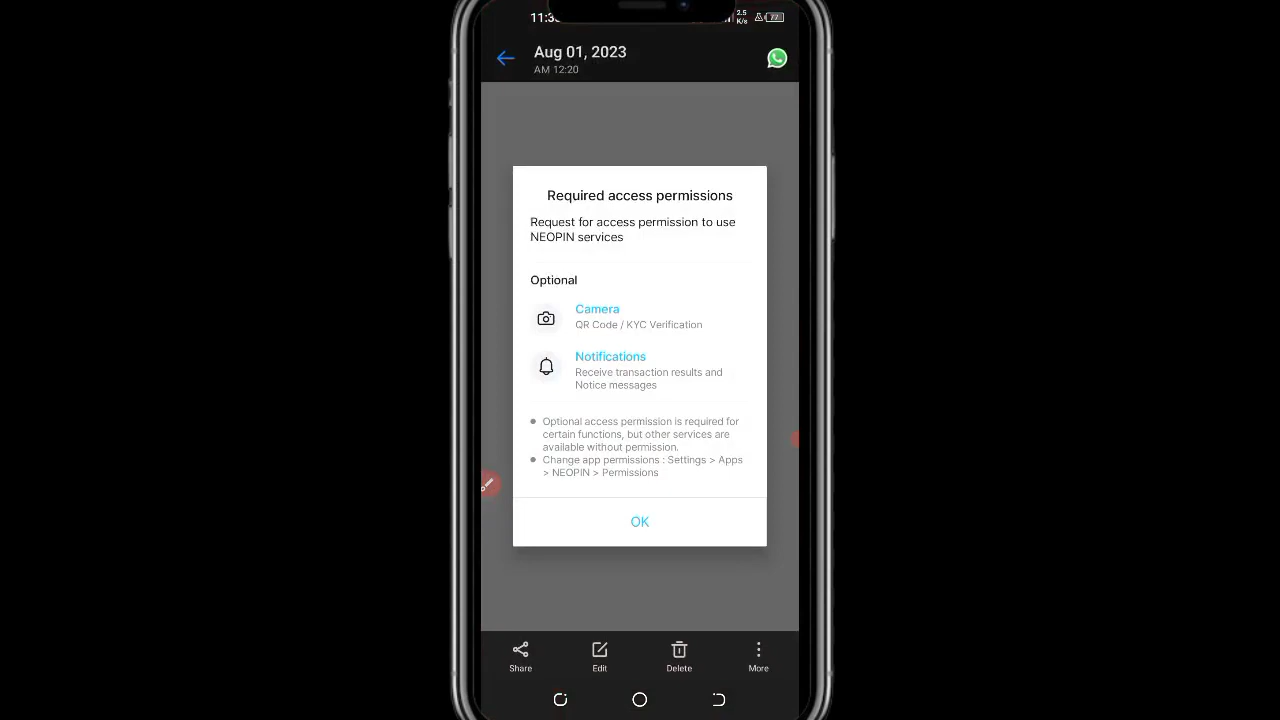 2.5
K/s
77
Aug 01, 2023
AM 12:20
Required access permissions
Request for access permission to use
NEOPIN services
Optional
Camera
QR Code / KYC Verification
Notifications
Receive transaction results and
Notice messages
Optional access permission is required for
certain functions, but other services are
available without permission.
Change app permissions : Settings > Apps
> NEOPIN > Permissions
OK
Share
Edit
Delete
More